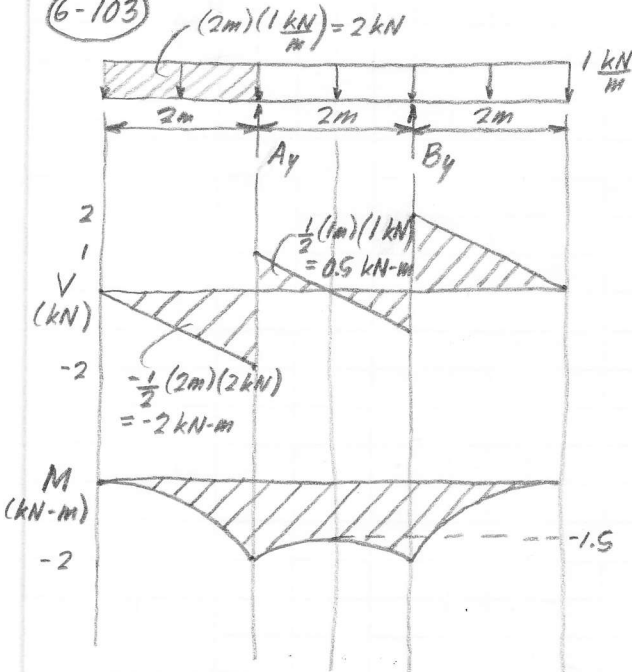 6-103
(2m)(1 kN/m) = 2 kN
1 kN/m
2m 2m 2m
Ay By
2
1
V
(kN)
-2
1/2 (1m)(1 kN)
= 0.5 kN-m
-1/2 (2m)(2kN)
= -2 kN-m
M
(kN-m)
-2
-1.5